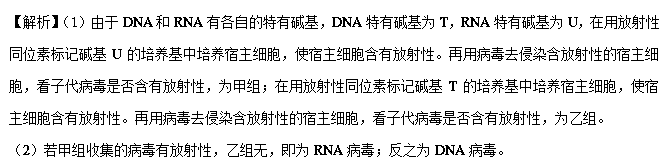 【解析】（1）由于 DNA 和 RNA 有各自的特有碱基，DNA 特有碱基为 T，RNA 特有碱基为 U，在用放射性
同位素标记碱基 U 的培养基中培养宿主细胞，使宿主细胞含有放射性。再用病毒去侵染含放射性的宿主细
胞，看子代病毒是否含有放射性，为甲组；在用放射性同位素标记碱基 T 的培养基中培养宿主细胞，使宿
主细胞含有放射性。再用病毒去侵染含放射性的宿主细胞，看子代病毒是否含有放射性，为乙组。
（2）若甲组收集的病毒有放射性，乙组无，即为 RNA 病毒；反之为 DNA 病毒。